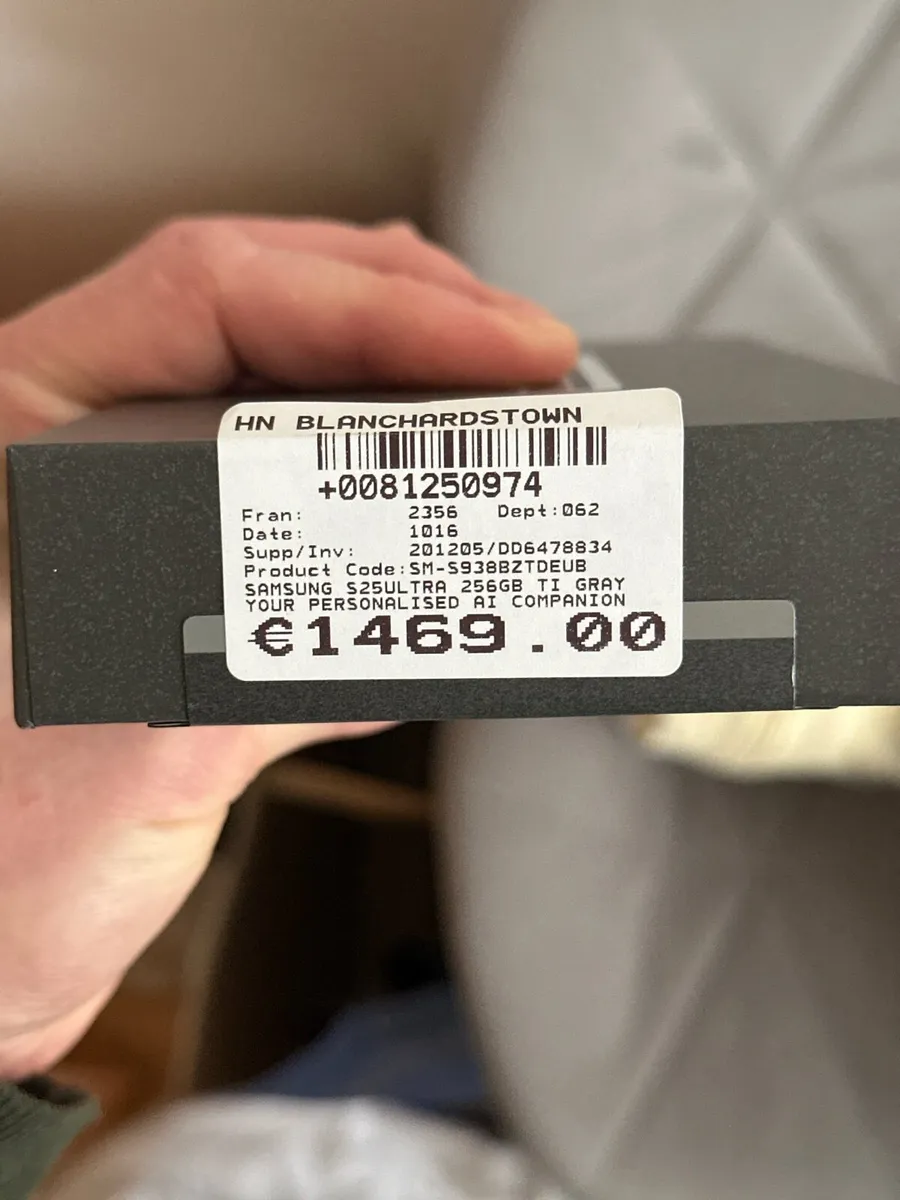 HN BLANCHARDSTOWN
+0081250974
Fran: 2356 Dept:062
Date: 1016
Supp/Inv: 201205/DD6478834
Product Code:SM-S938BZTDEUB
SAMSUNG S25ULTRA 256GB TI GRAY
YOUR PERSONALISED AI COMPANION
€1469.00